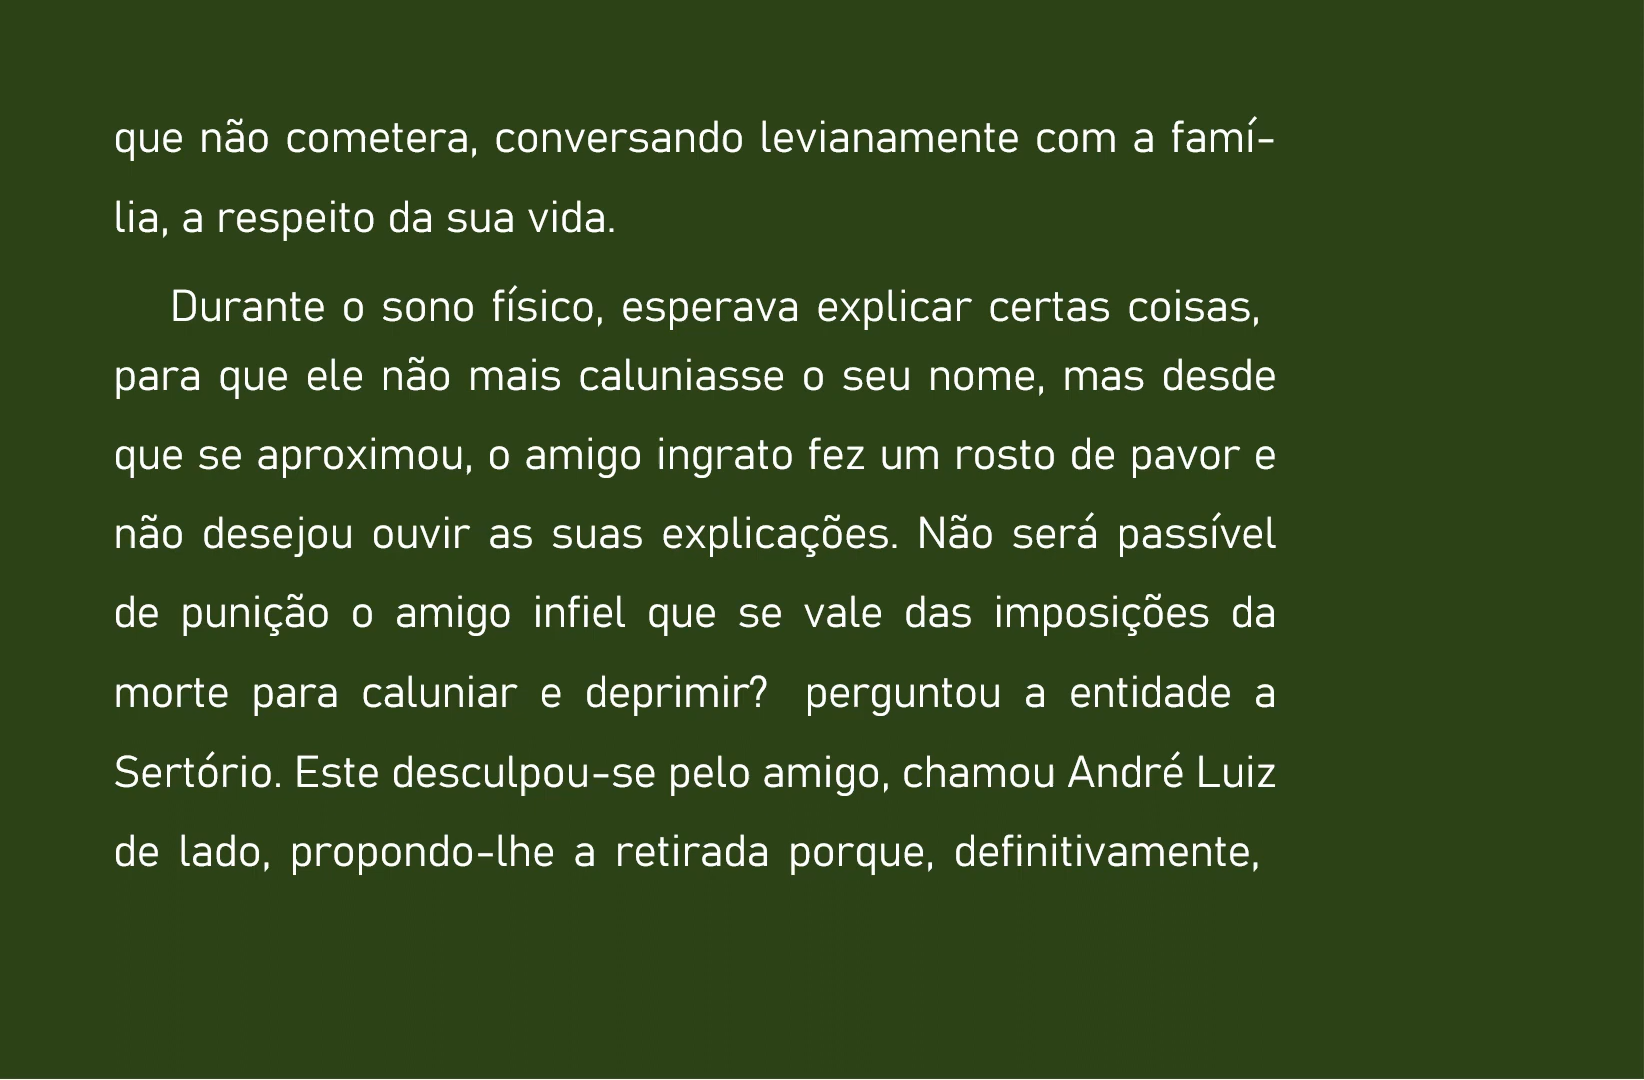 que não cometera, conversando levianamente com a famí-
lia, a respeito da sua vida.
Durante o sono físico, esperava explicar certas coisas,
para que ele não mais caluniasse o seu nome, mas desde
que se aproximou, o amigo ingrato fez um rosto de pavor e
não desejou ouvir as suas explicações. Não será passível
de punição o amigo infiel que se vale das imposições da
morte para caluniar e deprimir?  perguntou a entidade a
Sertório. Este desculpou-se pelo amigo, chamou André Luiz
de lado, propondo-lhe a retirada porque, definitivamente,